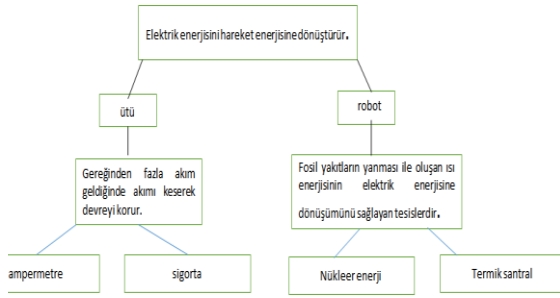 Elektrik enerjisini hareket enerjisine dönüştürür.
ütü
robot
Gereğinden fazla akım
geldiğinde akımı keserek
devreyi korur.
Fosil yakıtların yanması ile oluşan ısı
enerjisinin elektrik enerjisine
dönüşümünü sağlayan tesislerdir.
ampermetre
sigorta
Nükleer enerji
Termik santral